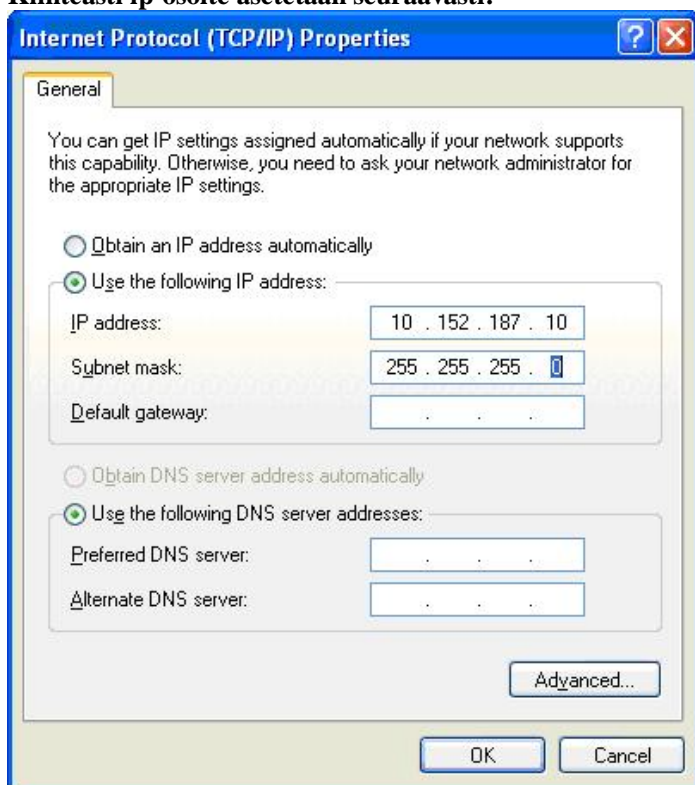 Kiinteästi ip osoite asetetaan seuraavasti:
Internet Protocol (TCP/IP) Properties
General
You can get IP settings assigned automatically if your network supports
this capability. Otherwise, you need to ask your network administrator for
the appropriate IP settings.
Obtain an IP address automatically
Use the following IP address:
IP address: 10 . 152 . 187 . 10
Subnet mask: 255 . 255 . 255 . 0
Default gateway: . . .
Obtain DNS server address automatically
Use the following DNS server addresses:
Preferred DNS server: . . .
Alternate DNS server: . . .
Advanced...
OK Cancel